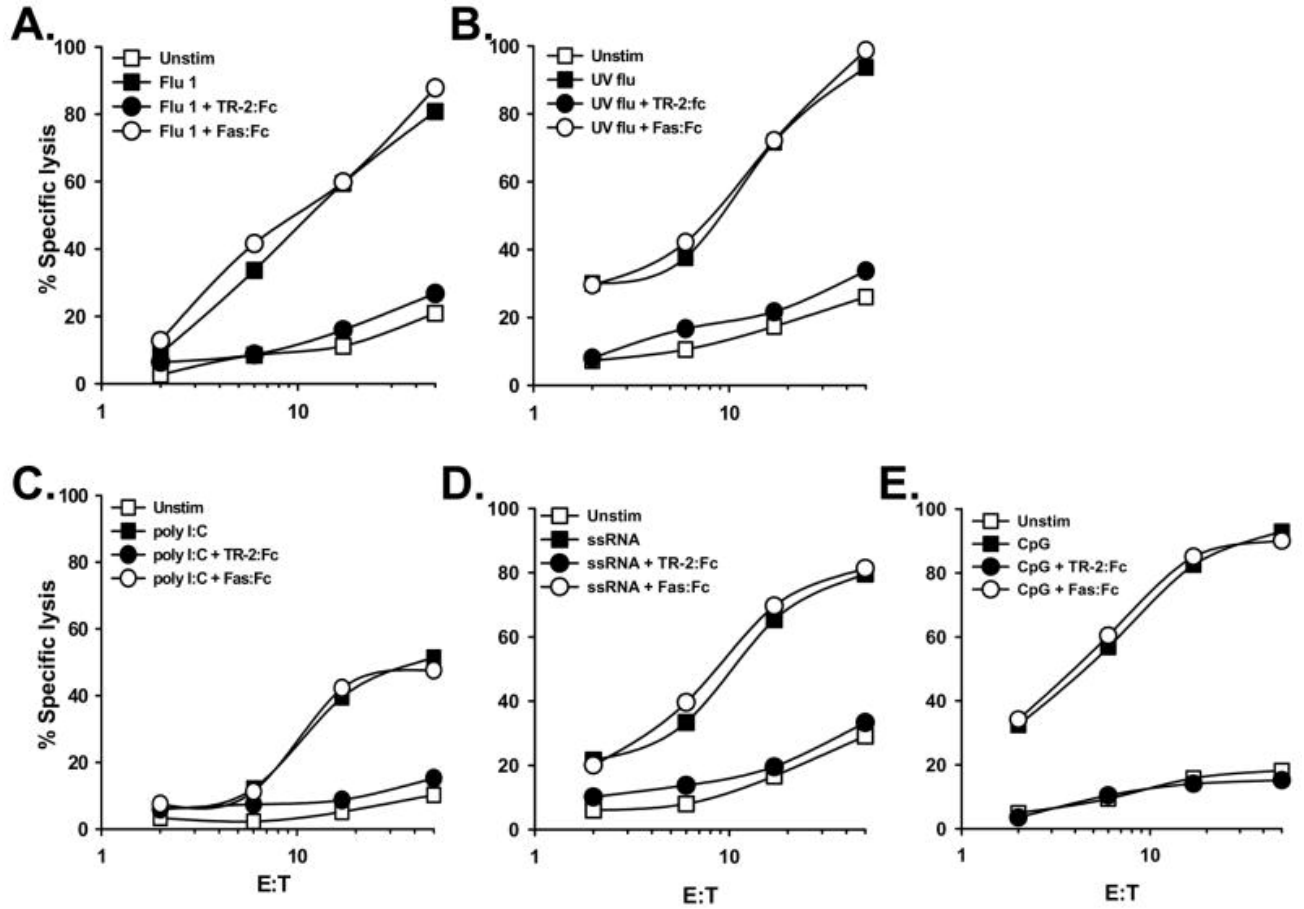 A.
% Specific lysis
100
80
60
40
20
0
1
10
Unstim
Flu 1
Flu 1 + TR-2:Fc
Flu 1 + Fas:Fc
B.
100
80
60
40
20
0
1
10
Unstim
UV flu
UV flu + TR-2:fc
UV flu + Fas:Fc
C.
% Specific lysis
100
80
60
40
20
0
1
10
E:T
Unstim
poly I:C
poly I:C + TR-2:Fc
poly I:C + Fas:Fc
D.
100
80
60
40
20
0
1
10
E:T
Unstim
ssRNA
ssRNA + TR-2:Fc
ssRNA + Fas:Fc
E.
100
80
60
40
20
0
1
10
E:T
Unstim
CpG
CpG + TR-2:Fc
CpG + Fas:Fc